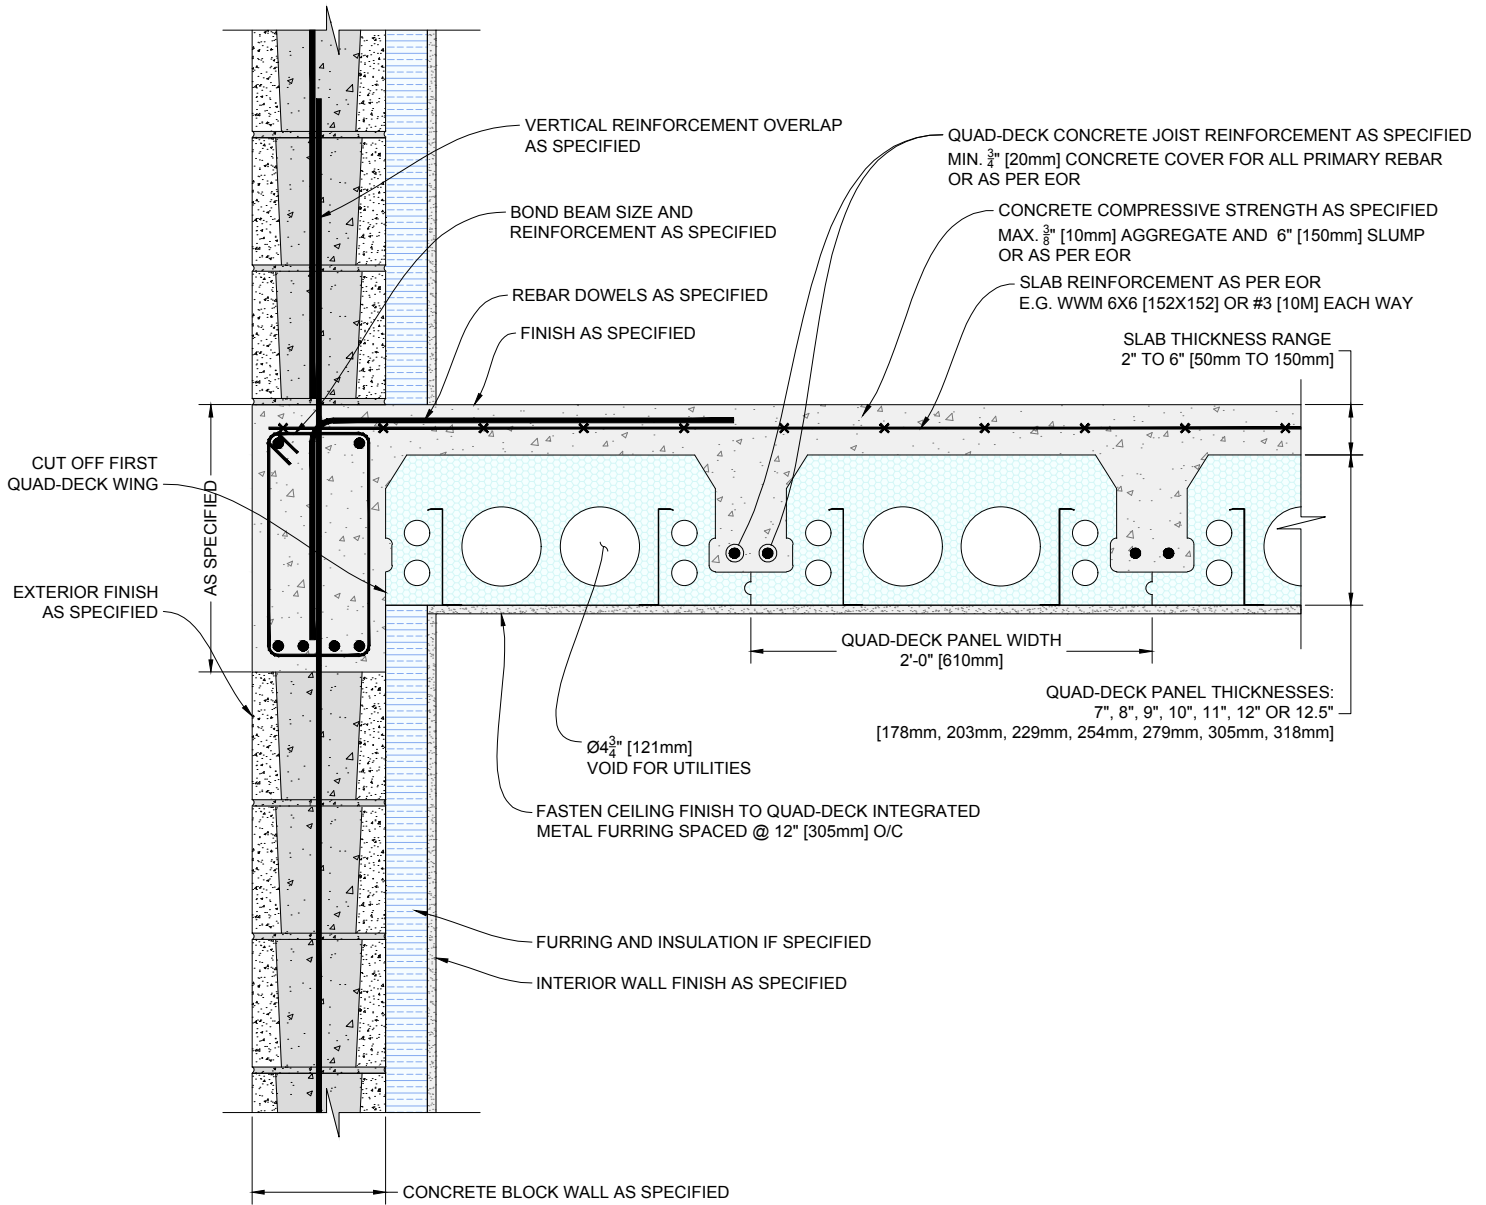 VERTICAL REINFORCEMENT OVERLAP
AS SPECIFIED
BOND BEAM SIZE AND
REINFORCEMENT AS SPECIFIED
REBAR DOWELS AS SPECIFIED
FINISH AS SPECIFIED
QUAD-DECK CONCRETE JOIST REINFORCEMENT AS SPECIFIED
MIN. 3/4" [20mm] CONCRETE COVER FOR ALL PRIMARY REBAR
OR AS PER EOR
CONCRETE COMPRESSIVE STRENGTH AS SPECIFIED
MAX. 3/8" [10mm] AGGREGATE AND 6" [150mm] SLUMP
OR AS PER EOR
SLAB REINFORCEMENT AS PER EOR
E.G. WWM 6X6 [152X152] OR #3 [10M] EACH WAY
SLAB THICKNESS RANGE
2" TO 6" [50mm TO 150mm]
CUT OFF FIRST
QUAD-DECK WING
AS SPECIFIED
EXTERIOR FINISH
AS SPECIFIED
QUAD-DECK PANEL WIDTH
2'-0" [610mm]
QUAD-DECK PANEL THICKNESSES:
7", 8", 9", 10", 11", 12" OR 12.5"
[178mm, 203mm, 229mm, 254mm, 279mm, 305mm, 318mm]
Ø4 3/4" [121mm]
VOID FOR UTILITIES
FASTEN CEILING FINISH TO QUAD-DECK INTEGRATED
METAL FURRING SPACED @ 12" [305mm] O/C
FURRING AND INSULATION IF SPECIFIED
INTERIOR WALL FINISH AS SPECIFIED
CONCRETE BLOCK WALL AS SPECIFIED